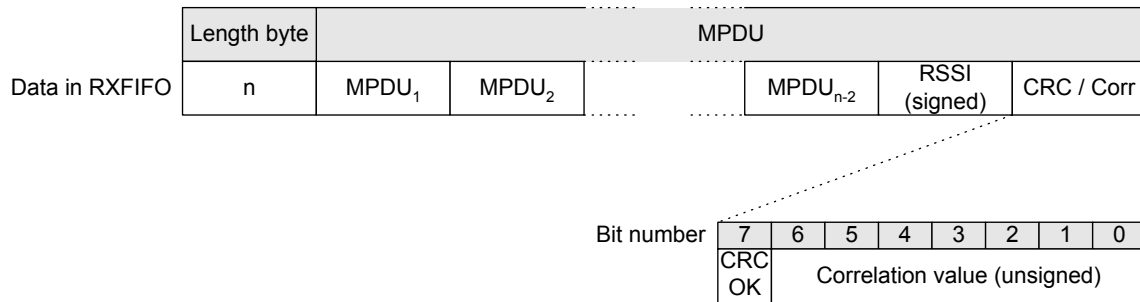 Length byte MPDU
Data in RXFIFO n MPDU₁ MPDU₂ MPDUₙ₋₂ RSSI (signed) CRC / Corr
Bit number 7 6 5 4 3 2 1 0
CRC OK Correlation value (unsigned)